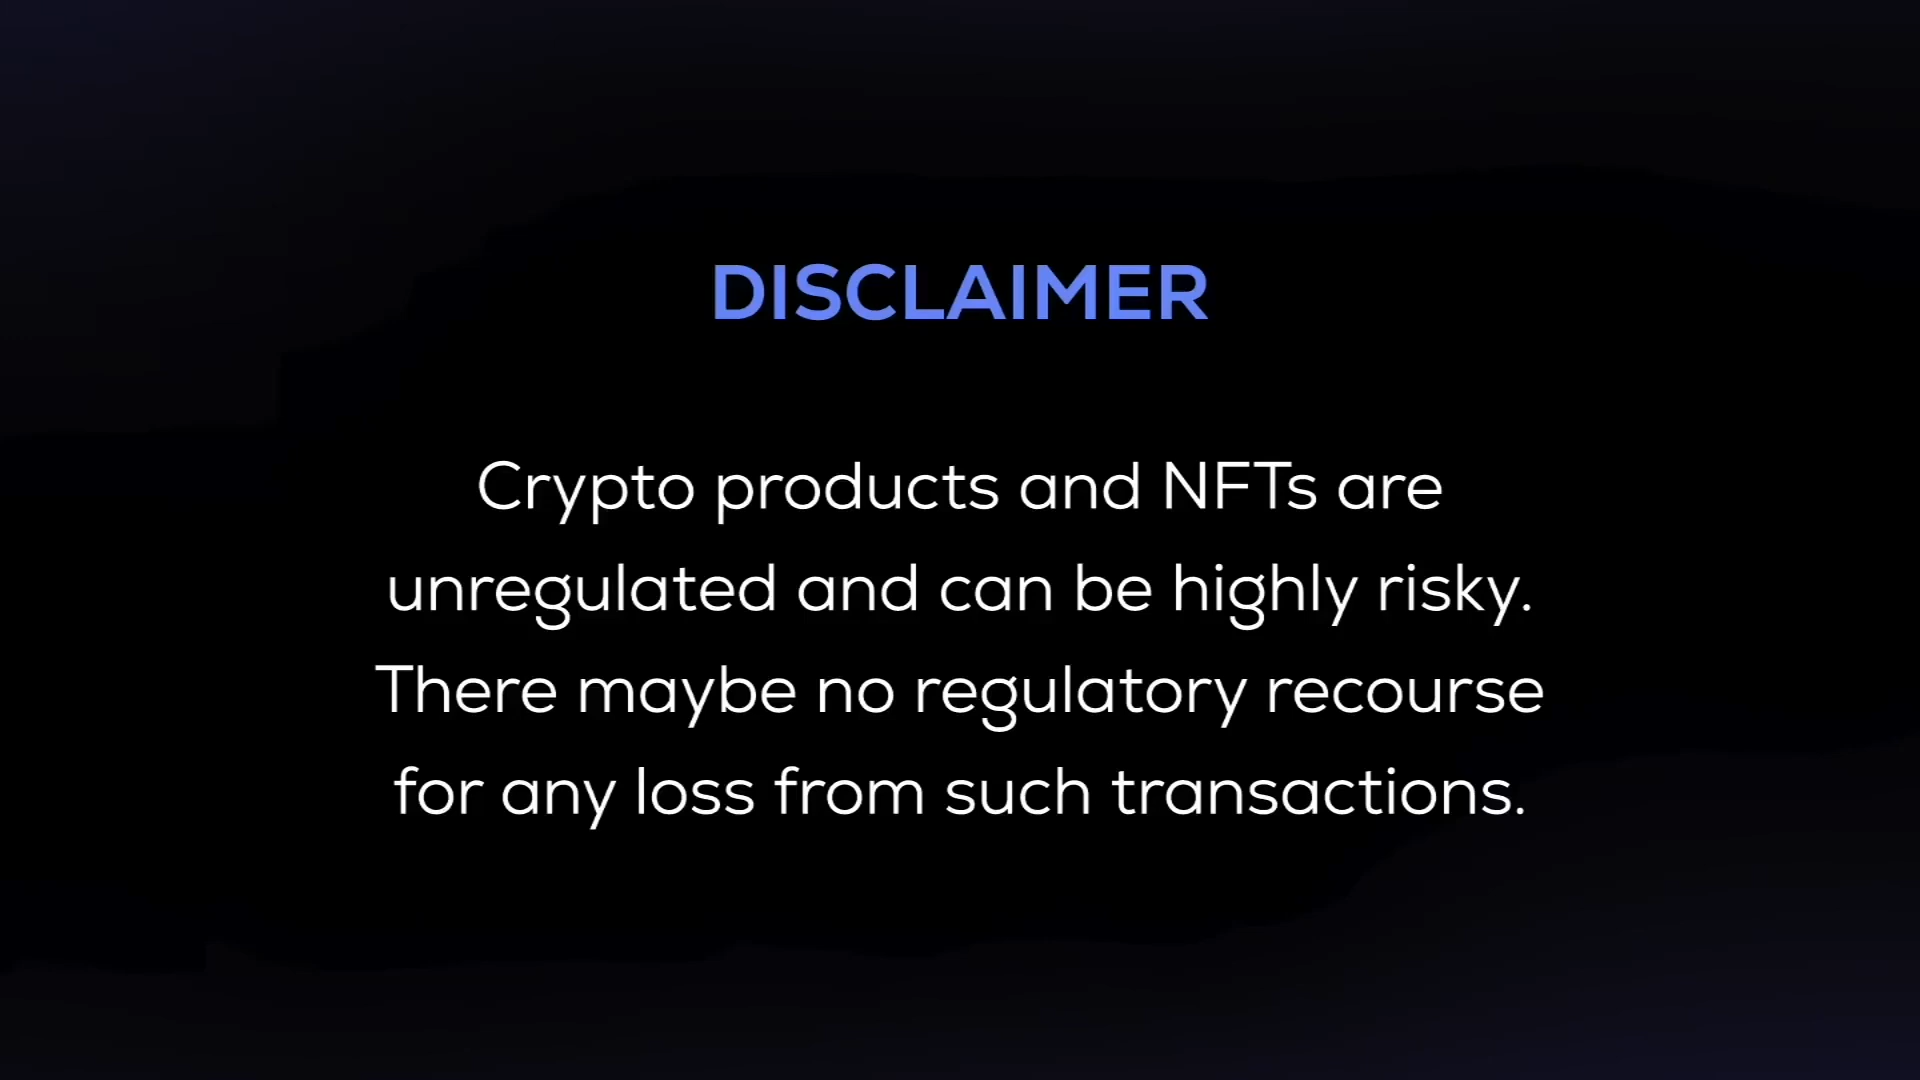 DISCLAIMER
Crypto products and NFTs are
unregulated and can be highly risky.
There maybe no regulatory recourse
for any loss from such transactions.